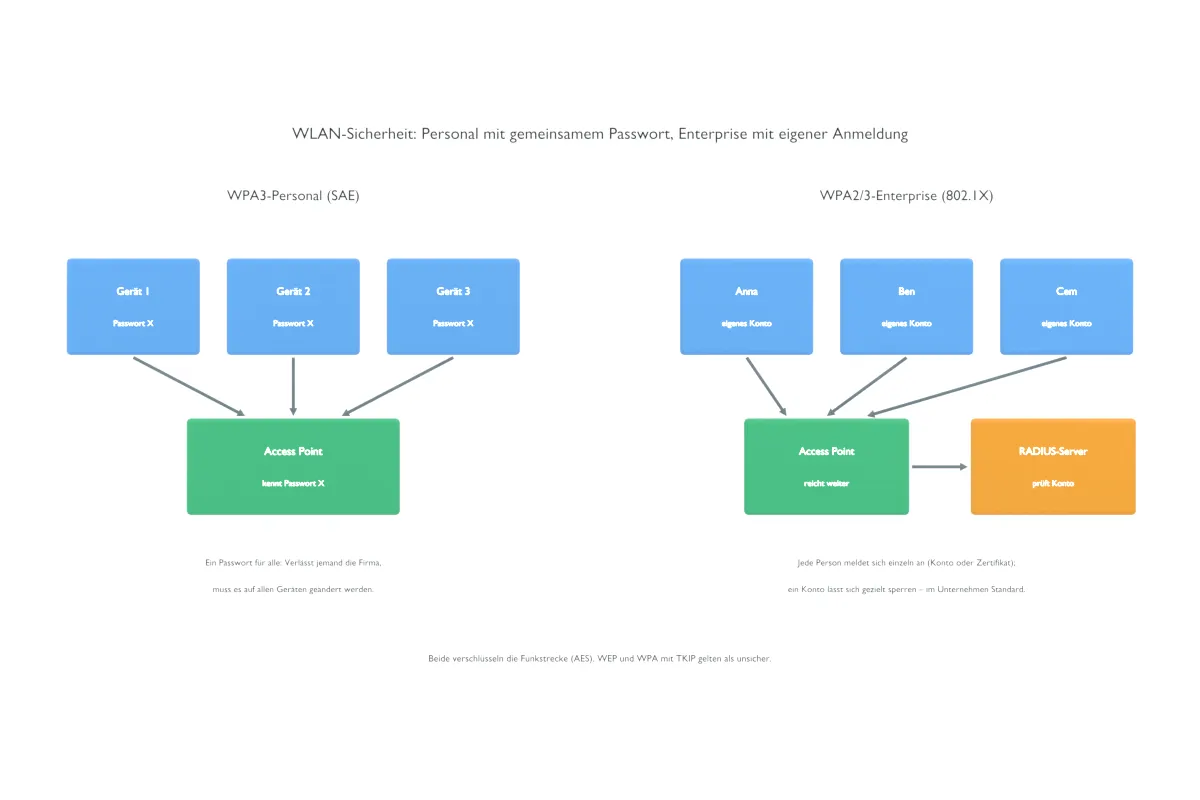 WLAN-Sicherheit: Personal mit gemeinsamem Passwort, Enterprise mit eigener Anmeldung
WPA3-Personal (SAE)
Gerät 1
Passwort X
Gerät 2
Passwort X
Gerät 3
Passwort X
Access Point
kennt Passwort X
Ein Passwort für alle: Verlässt jemand die Firma,
muss es auf allen Geräten geändert werden.
WPA2/3-Enterprise (802.1X)
Anna
eigenes Konto
Ben
eigenes Konto
Cem
eigenes Konto
Access Point
reicht weiter
RADIUS-Server
prüft Konto
Jede Person meldet sich einzeln an (Konto oder Zertifikat);
ein Konto lässt sich gezielt sperren – im Unternehmen Standard.
Beide verschlüsseln die Funkstrecke (AES). WEP und WPA mit TKIP gelten als unsicher.